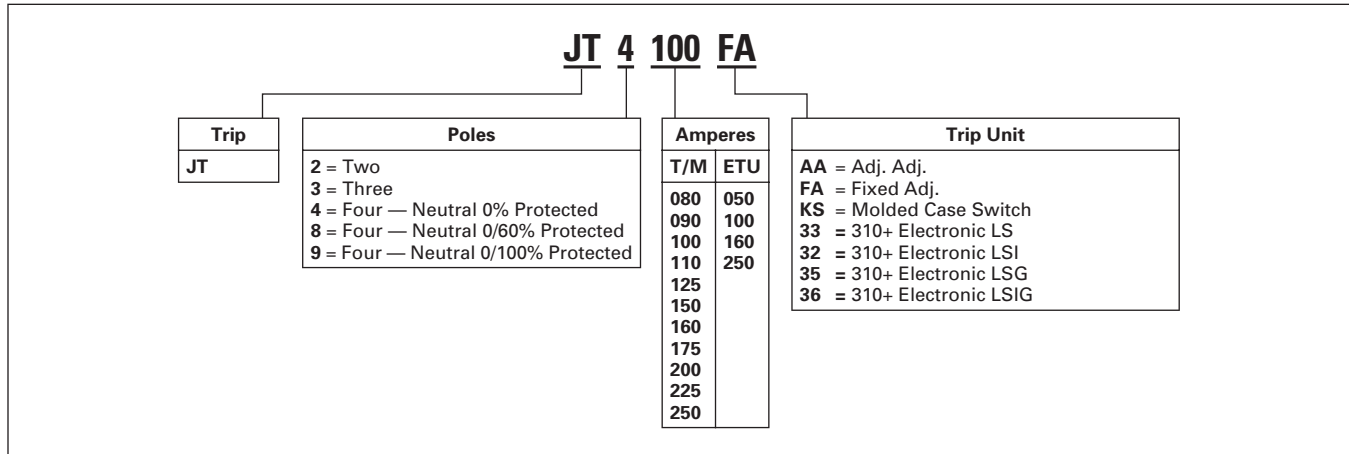 JT 4 100 FA
Trip
JT
Poles
2 = Two
3 = Three
4 = Four — Neutral 0% Protected
8 = Four — Neutral 0/60% Protected
9 = Four — Neutral 0/100% Protected
Amperes
T/M ETU
080 050
090 100
100 160
110 250
125
150
160
175
200
225
250
Trip Unit
AA = Adj. Adj.
FA = Fixed Adj.
KS = Molded Case Switch
33 = 310+ Electronic LS
32 = 310+ Electronic LSI
35 = 310+ Electronic LSG
36 = 310+ Electronic LSIG